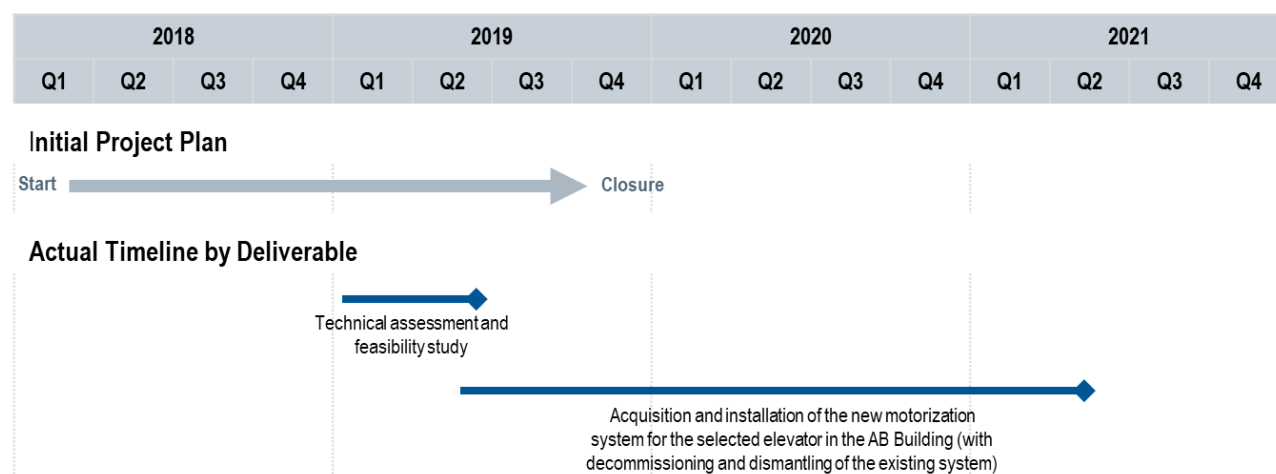 2018 2019 2020 2021
Q1 Q2 Q3 Q4 Q1 Q2 Q3 Q4 Q1 Q2 Q3 Q4 Q1 Q2 Q3 Q4
Initial Project Plan
Start Closure
Actual Timeline by Deliverable
Technical assessment and
feasibility study
Acquisition and installation of the new motorization
system for the selected elevator in the AB Building (with
decommissioning and dismantling of the existing system)